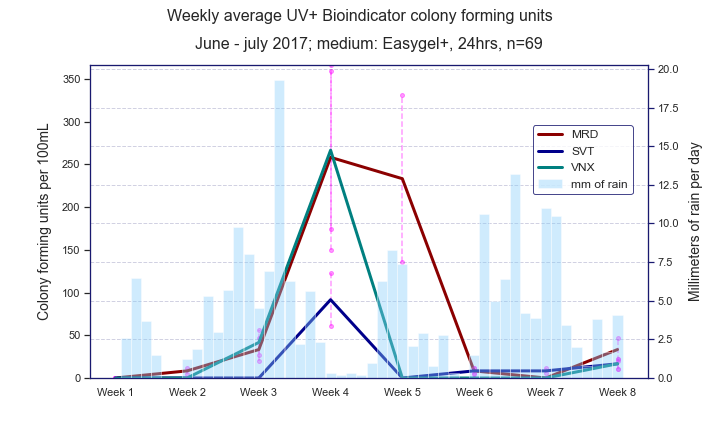 Weekly average UV+ Bioindicator colony forming units
June - july 2017; medium: Easygel+, 24hrs, n=69
Colony forming units per 100mL
350
300
250
200
150
100
50
0
20.0
17.5
15.0
12.5
10.0
7.5
5.0
2.5
0.0
Millimeters of rain per day
MRD
SVT
VNX
mm of rain
Week 1 Week 2 Week 3 Week 4 Week 5 Week 6 Week 7 Week 8